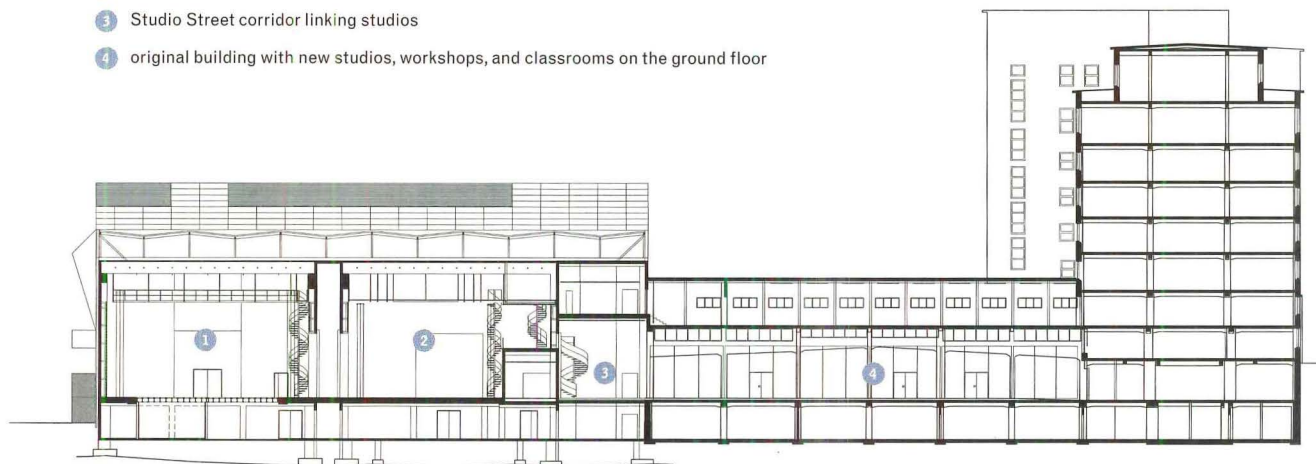 3 Studio Street corridor linking studios
4 original building with new studios, workshops, and classrooms on the ground floor
1
2
3
4